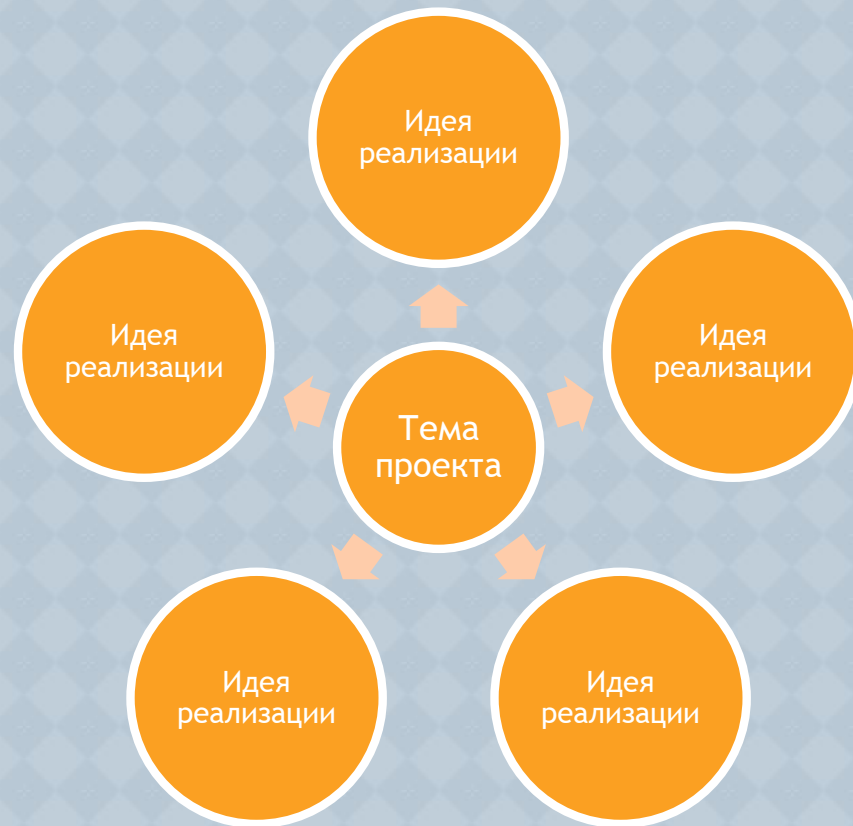 Идея
реализации
Идея
реализации
Идея
реализации
Тема
проекта
Идея
реализации
Идея
реализации